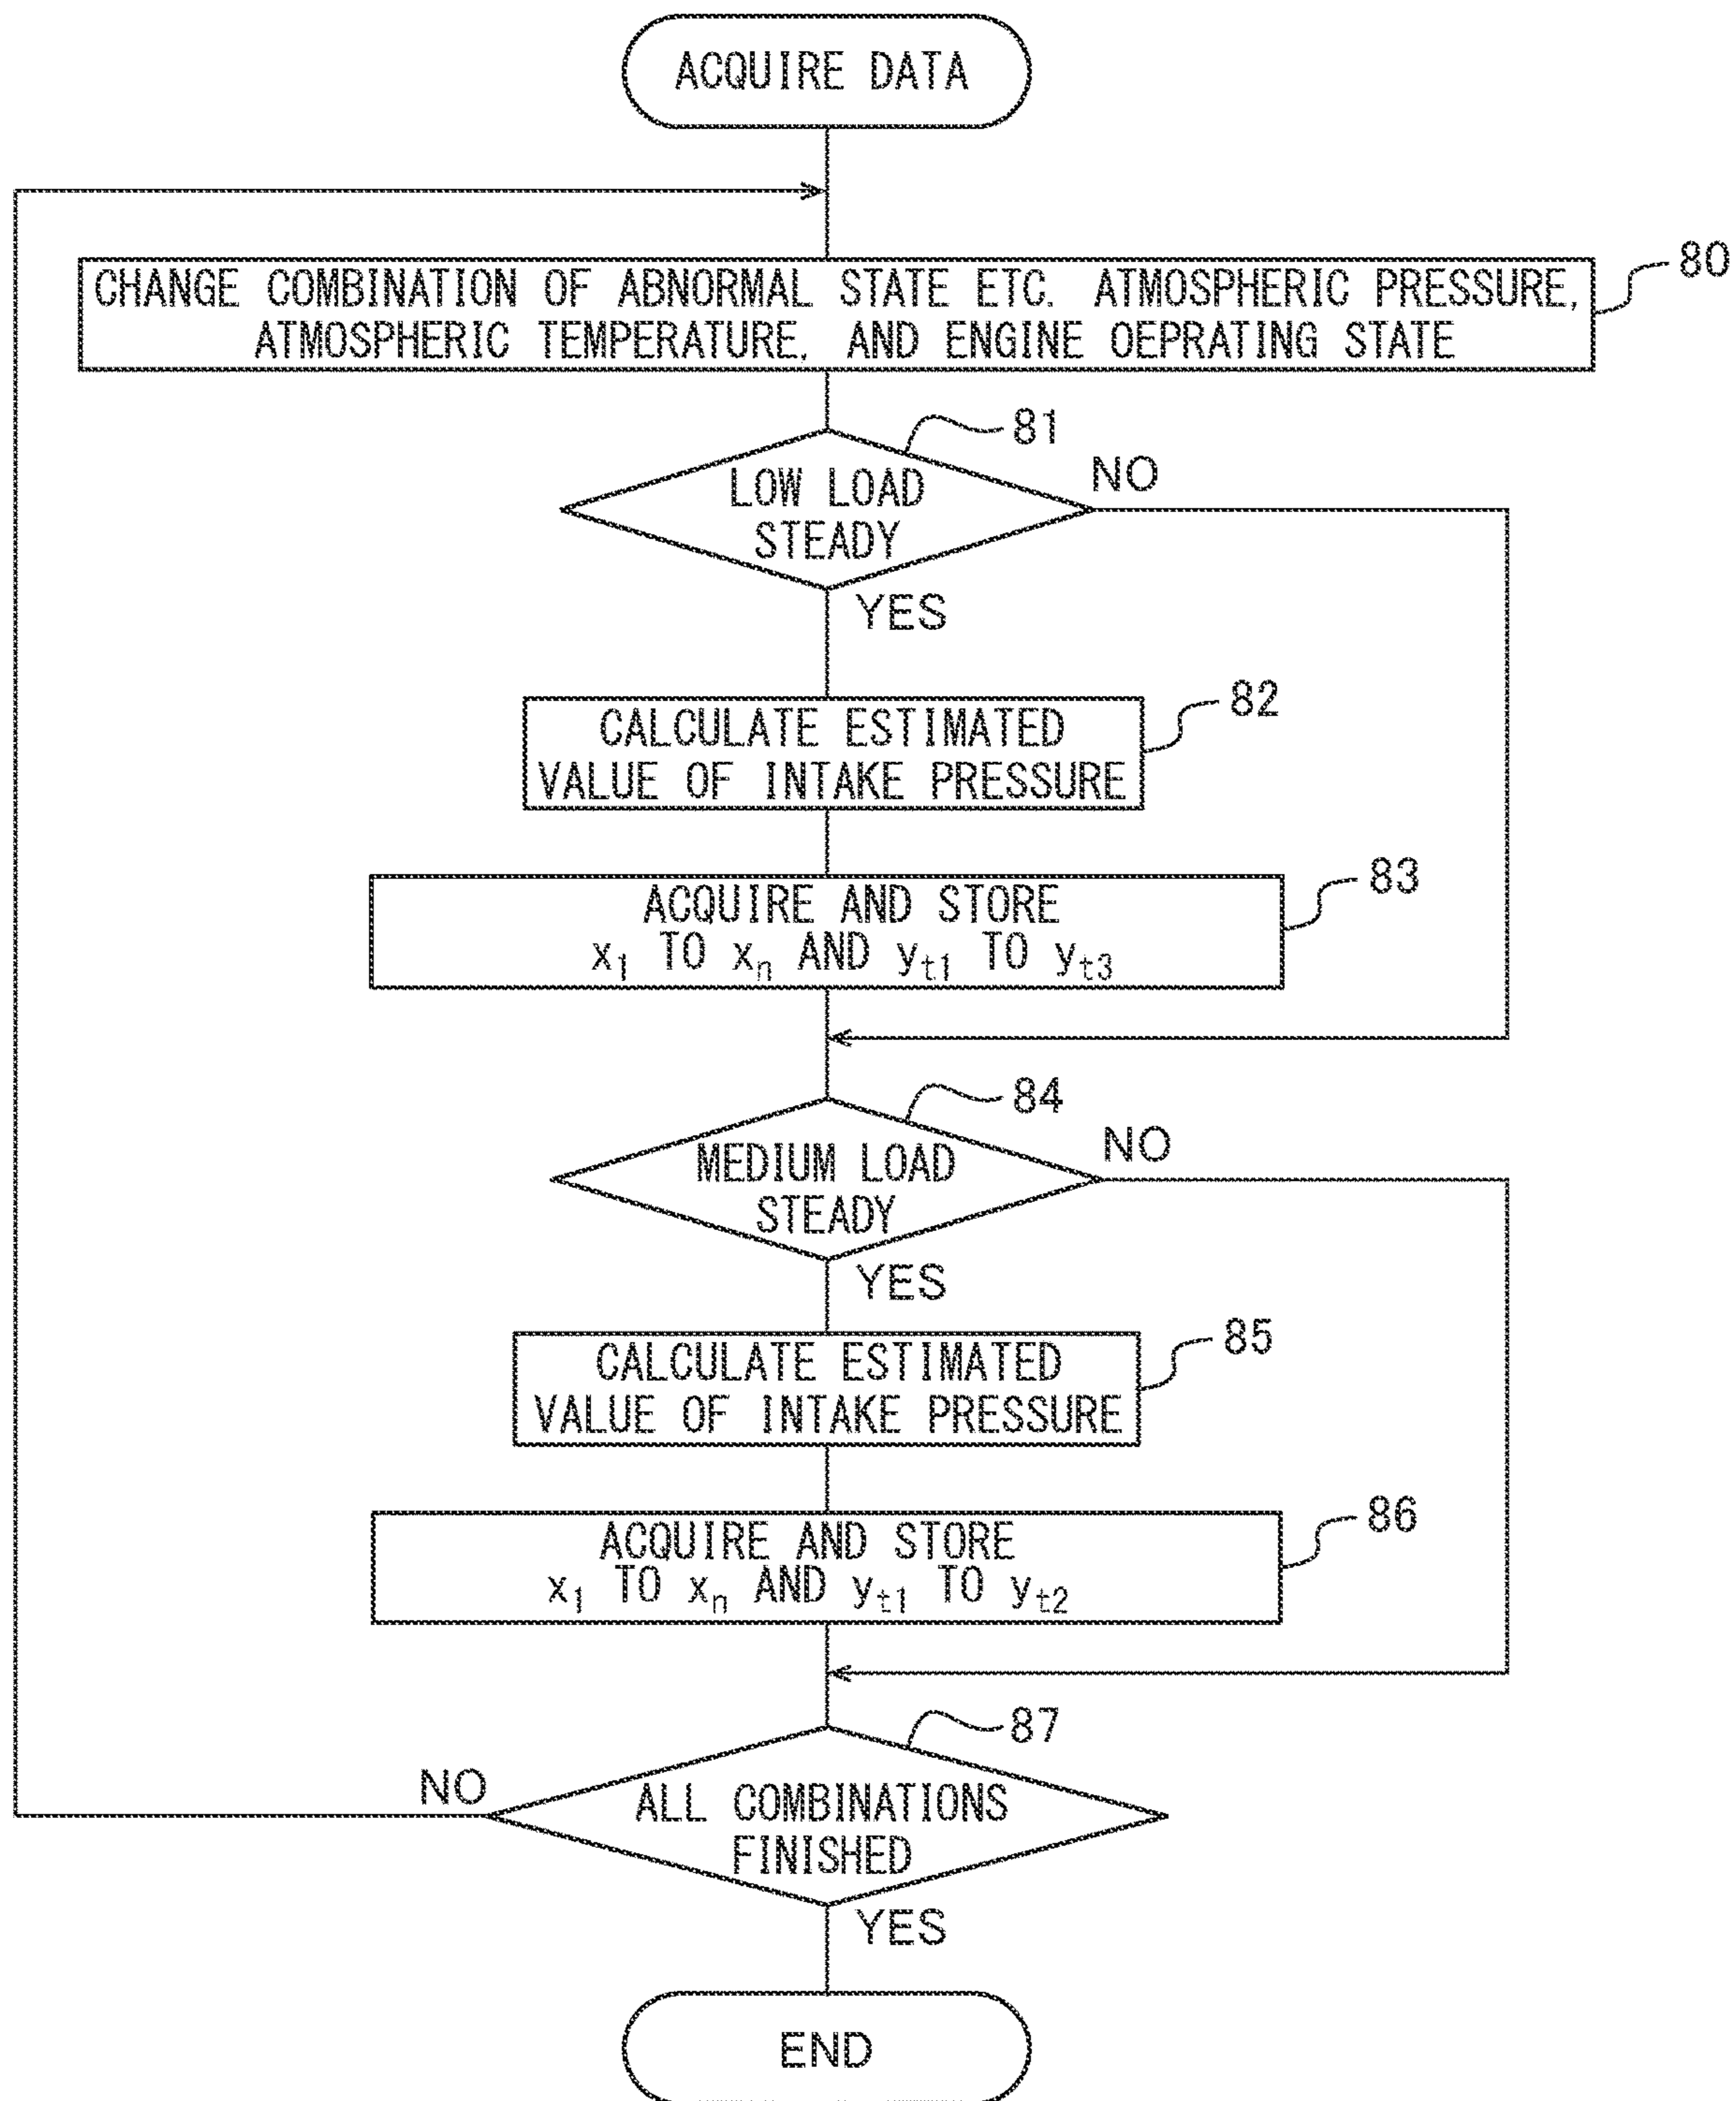 ACQUIRE DATA
CHANGE COMBINATION OF ABNORMAL STATE ETC. ATMOSPHERIC PRESSURE,
ATMOSPHERIC TEMPERATURE, AND ENGINE OEPRATING STATE
80
81
LOW LOAD
STEADY
NO
YES
82
CALCULATE ESTIMATED
VALUE OF INTAKE PRESSURE
83
ACQUIRE AND STORE
x₁ TO xₙ AND yₜ₁ TO yₜ₃
84
MEDIUM LOAD
STEADY
NO
YES
85
CALCULATE ESTIMATED
VALUE OF INTAKE PRESSURE
86
ACQUIRE AND STORE
x₁ TO xₙ AND yₜ₁ TO yₜ₂
87
NO
ALL COMBINATIONS
FINISHED
YES
END